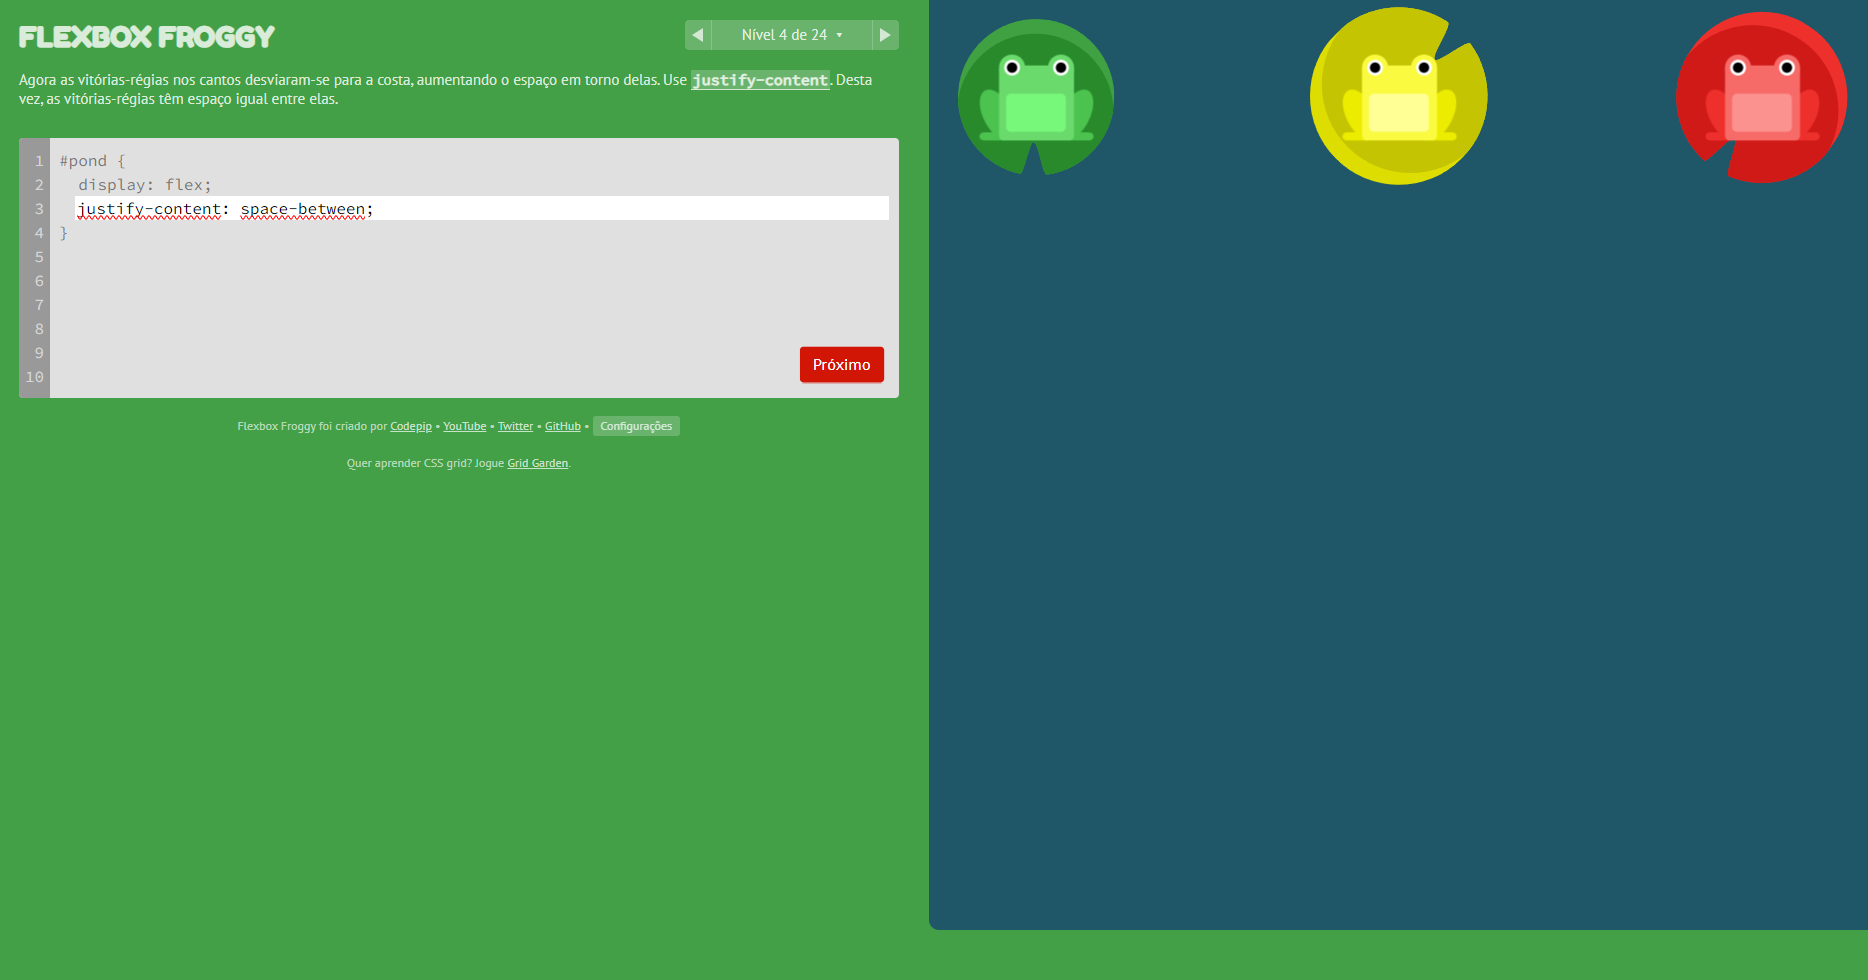 FLEXBOX FROGGY
Nível 4 de 24
Agora as vitórias-régias nos cantos desviaram-se para a costa, aumentando o espaço em torno delas. Use justify-content. Desta
vez, as vitórias-régias têm espaço igual entre elas.
1 #pond {
2 display: flex;
3 justify-content: space-between;
4 }
5
6
7
8
9
10
Próximo
Flexbox Froggy foi criado por Codepip • YouTube • Twitter • GitHub • Configurações
Quer aprender CSS grid? Jogue Grid Garden.